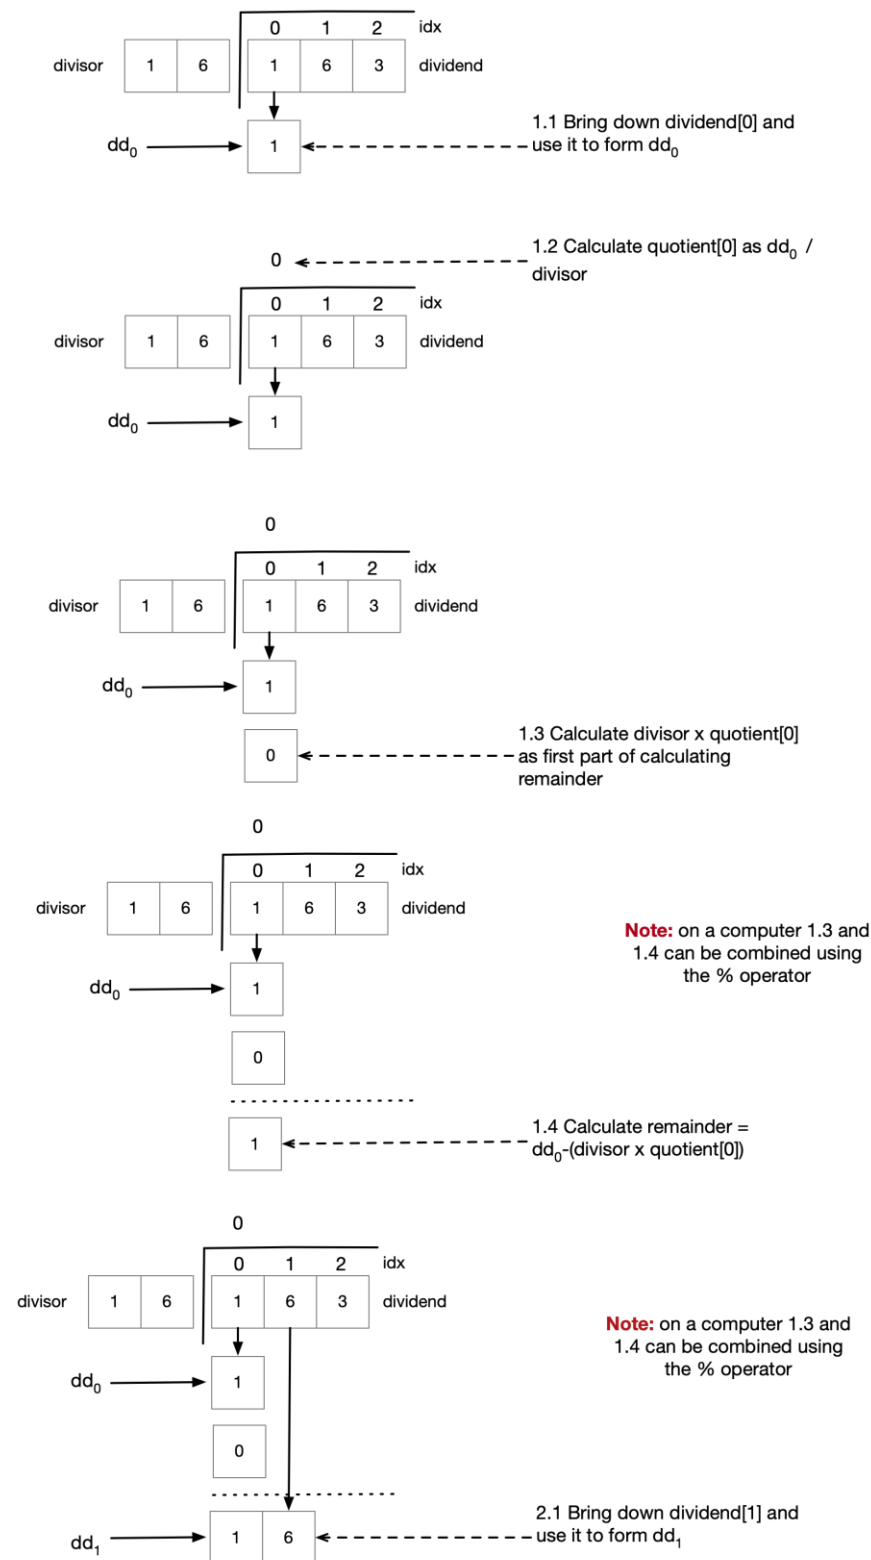 0 1 2 idx
divisor 1 6 1 6 3 dividend
1.1 Bring down dividend[0] and
use it to form dd0
dd0 1
1.2 Calculate quotient[0] as dd0 /
divisor
0
0 1 2 idx
divisor 1 6 1 6 3 dividend
dd0 1
0
0 1 2 idx
divisor 1 6 1 6 3 dividend
dd0 1
1.3 Calculate divisor x quotient[0]
as first part of calculating
remainder
0
0
0 1 2 idx
divisor 1 6 1 6 3 dividend
Note: on a computer 1.3 and
1.4 can be combined using
the % operator
dd0 1
0
1.4 Calculate remainder =
dd0-(divisor x quotient[0])
1
0
0 1 2 idx
divisor 1 6 1 6 3 dividend
Note: on a computer 1.3 and
1.4 can be combined using
the % operator
dd0 1
0
2.1 Bring down dividend[1] and
use it to form dd1
dd1 1 6